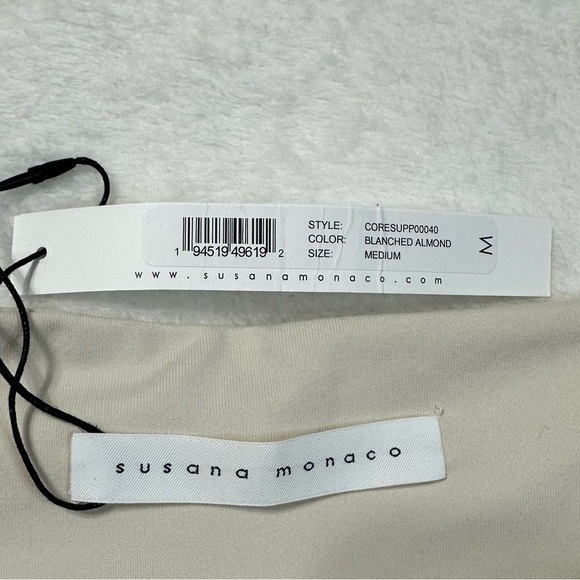 STYLE: CORESUPP00040
COLOR: BLANCHED ALMOND
SIZE: MEDIUM
M
1 94519 49619 2
www.susanamonaco.com
susana monaco